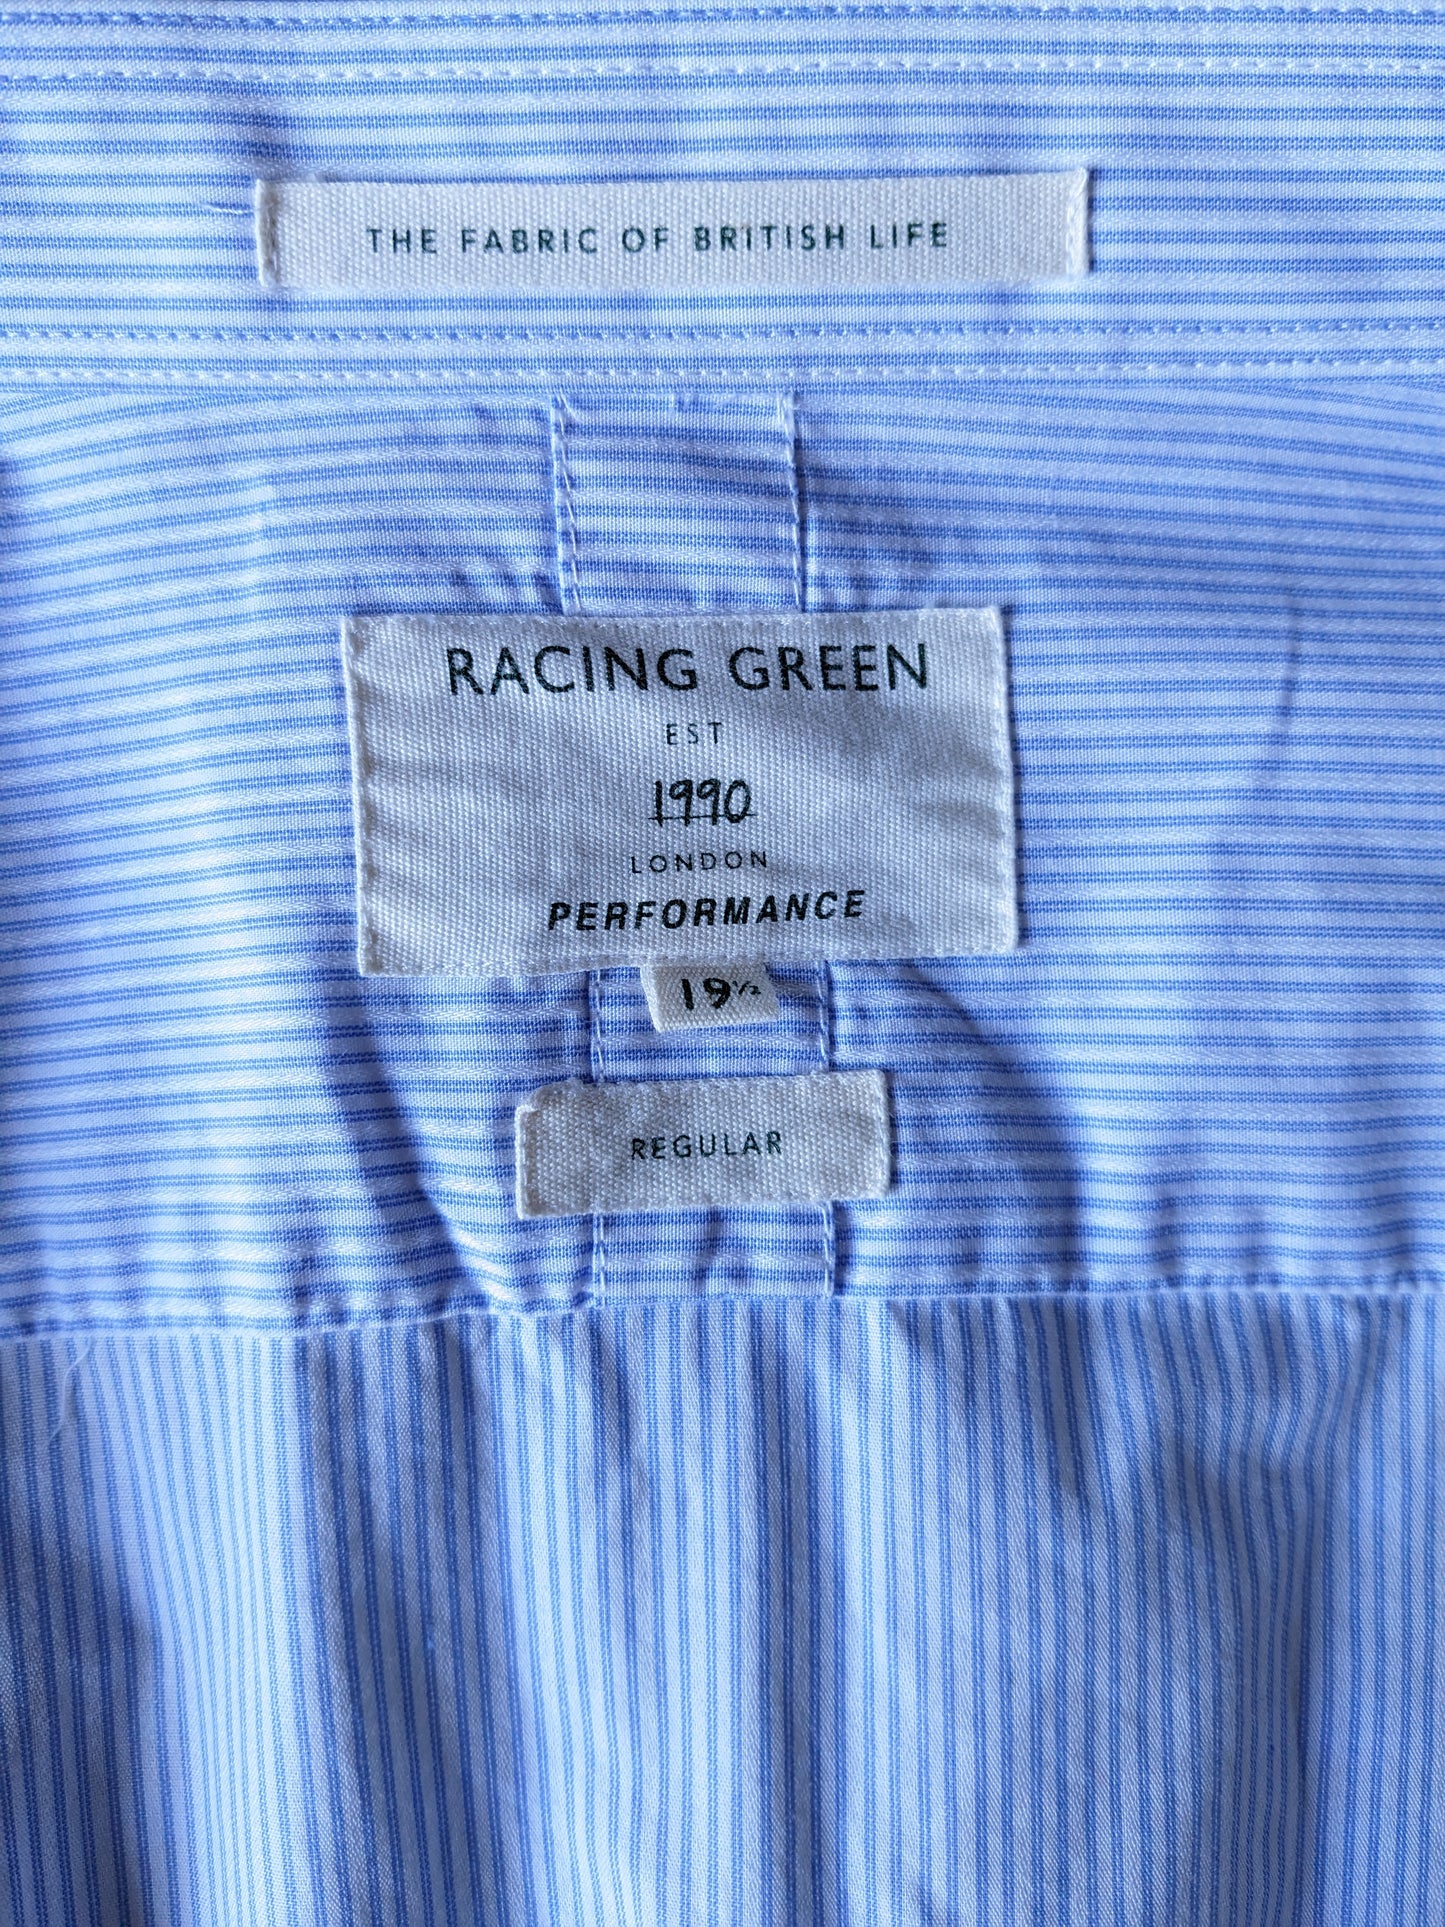 THE FABRIC OF BRITISH LIFE
RACING GREEN
EST
1990
LONDON
PERFORMANCE
19½
REGULAR